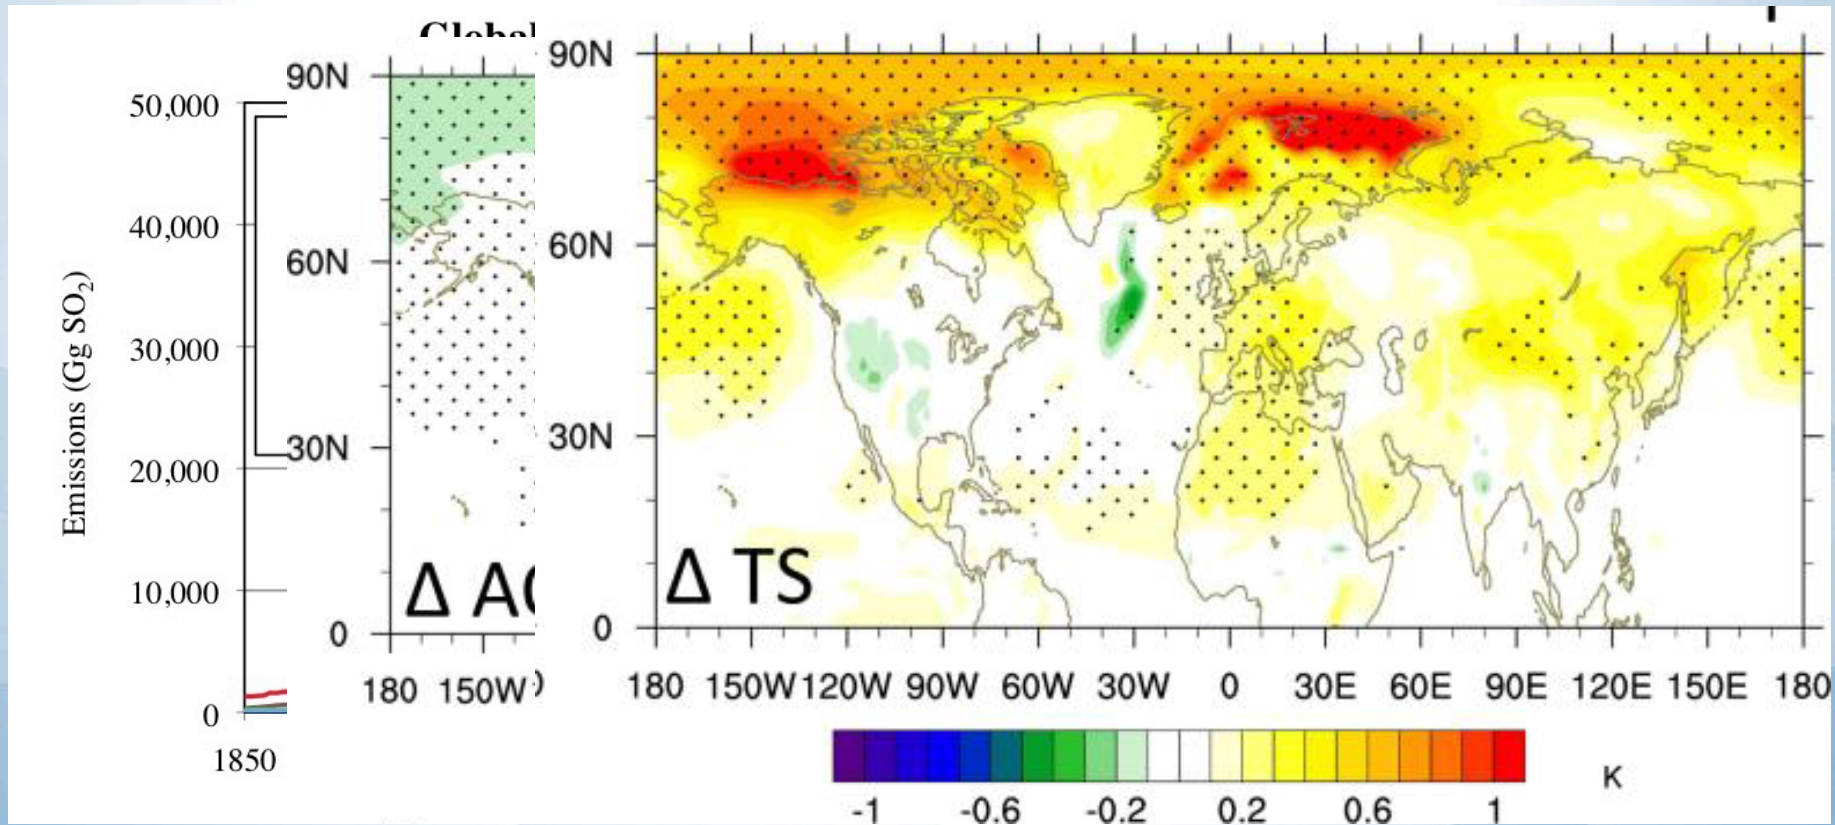 Global
50,000
40,000
30,000
20,000
10,000
0
1850
Emissions (Gg SO₂)
90N
60N
30N
0
180 150W
Δ A
90N
60N
30N
0
Δ TS
180 150W 120W 90W 60W 30W 0 30E 60E 90E 120E 150E 180
-1 -0.6 -0.2 0.2 0.6 1
K